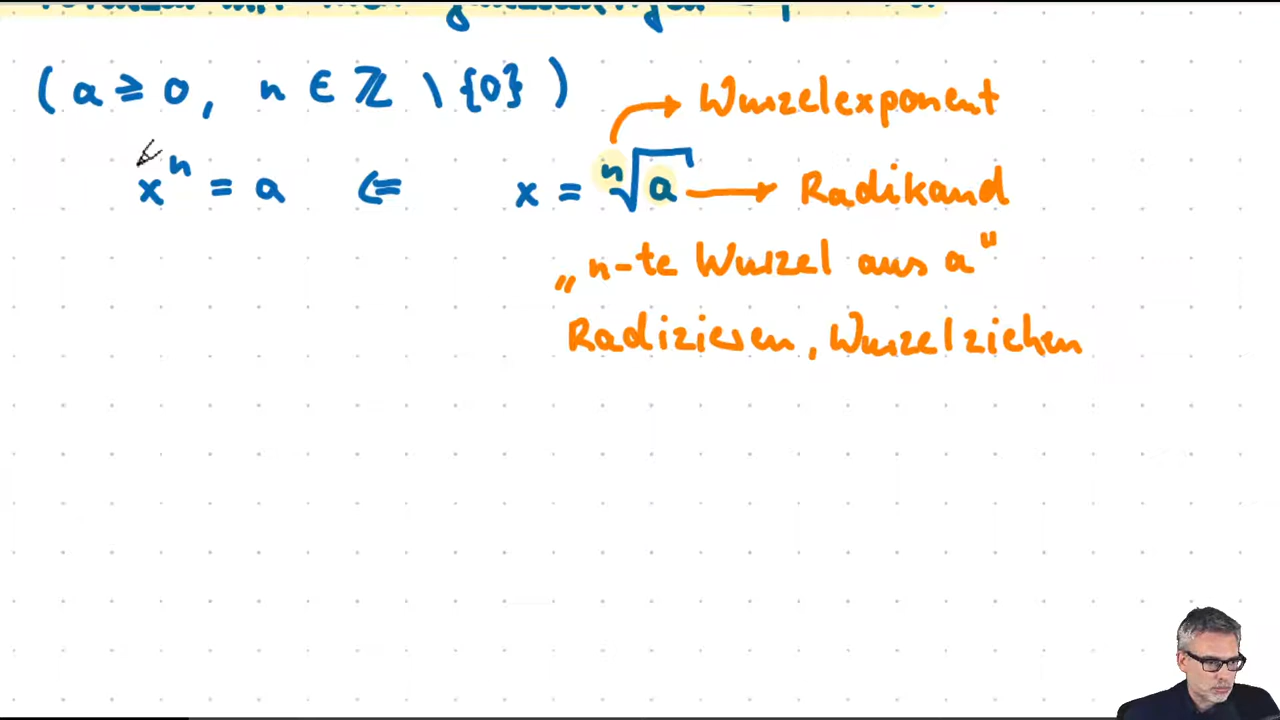 (a ≥ 0, n ∈ ℤ \ {0})
Wurzelexponent
xⁿ = a ⇐ x = ⁿ√a → Radikand
„n-te Wurzel aus a"
Radizieren, Wurzelziehen